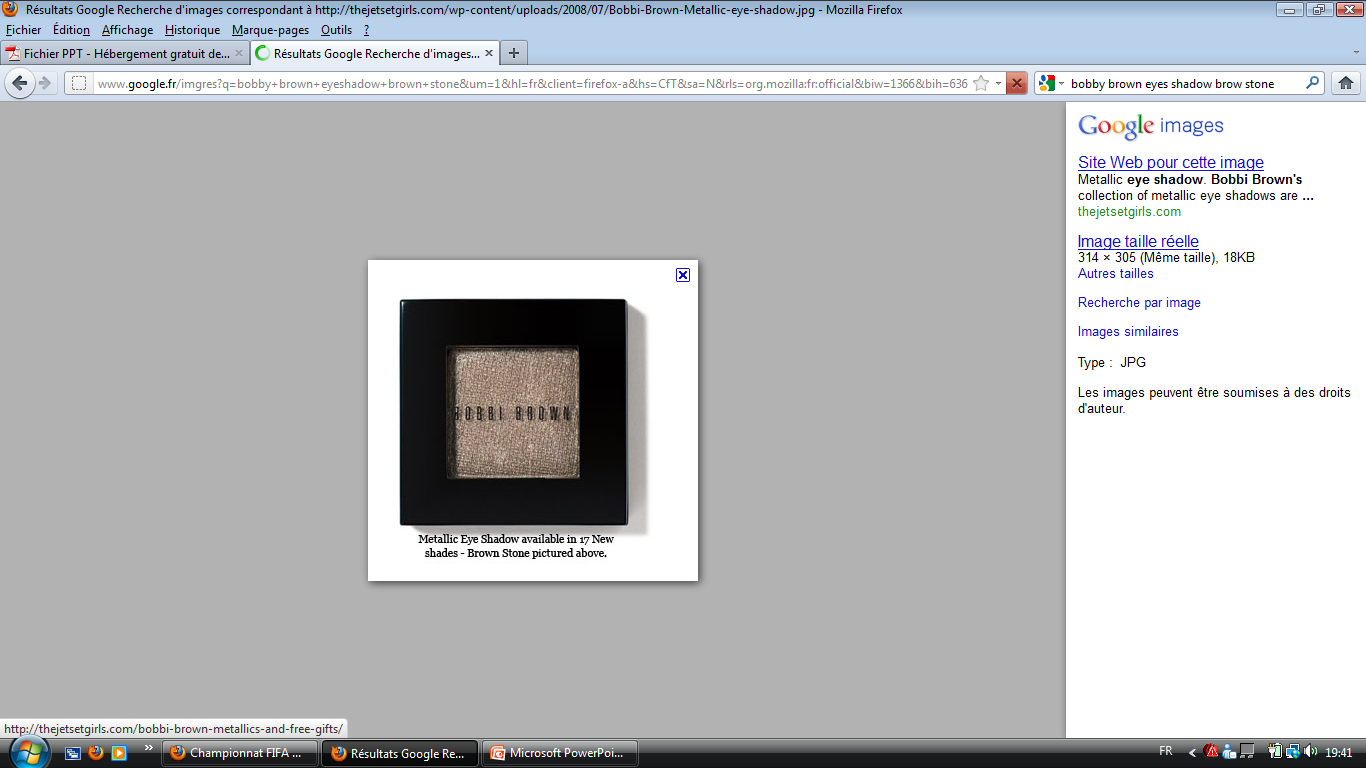 Résultats Google Recherche d'images correspondant à http://thejetsetgirls.com/wp-content/uploads/2008/07/Bobbi-Brown-Metallic-eye-shadow.jpg - Mozilla Firefox
Fichier Édition Affichage Historique Marque-pages Outils ?
Fichier PPT - Hébergement gratuit de... Résultats Google Recherche d'images...
www.google.fr/imgres?q=bobby+brown+eyeshadow+brown+stone&um=1&hl=fr&client=firefox-a&hs=CfT&sa=N&rls=org.mozilla:fr:official&biw=1366&bih=636 bobby brown eyes shadow brow stone
Google images
Site Web pour cette image
Metallic eye shadow. Bobbi Brown's
collection of metallic eye shadows are ...
thejetsetgirls.com
Image taille réelle
314 × 305 (Même taille), 18KB
Autres tailles
Recherche par image
Images similaires
Type : JPG
Les images peuvent être soumises à des droits
d'auteur.
BOBBI BROWN
Metallic Eye Shadow available in 17 New
shades - Brown Stone pictured above.
http://thejetsetgirls.com/bobbi-brown-metallics-and-free-gifts/
Championnat FIFA ... Résultats Google Re... Microsoft PowerPoi... FR 19:41